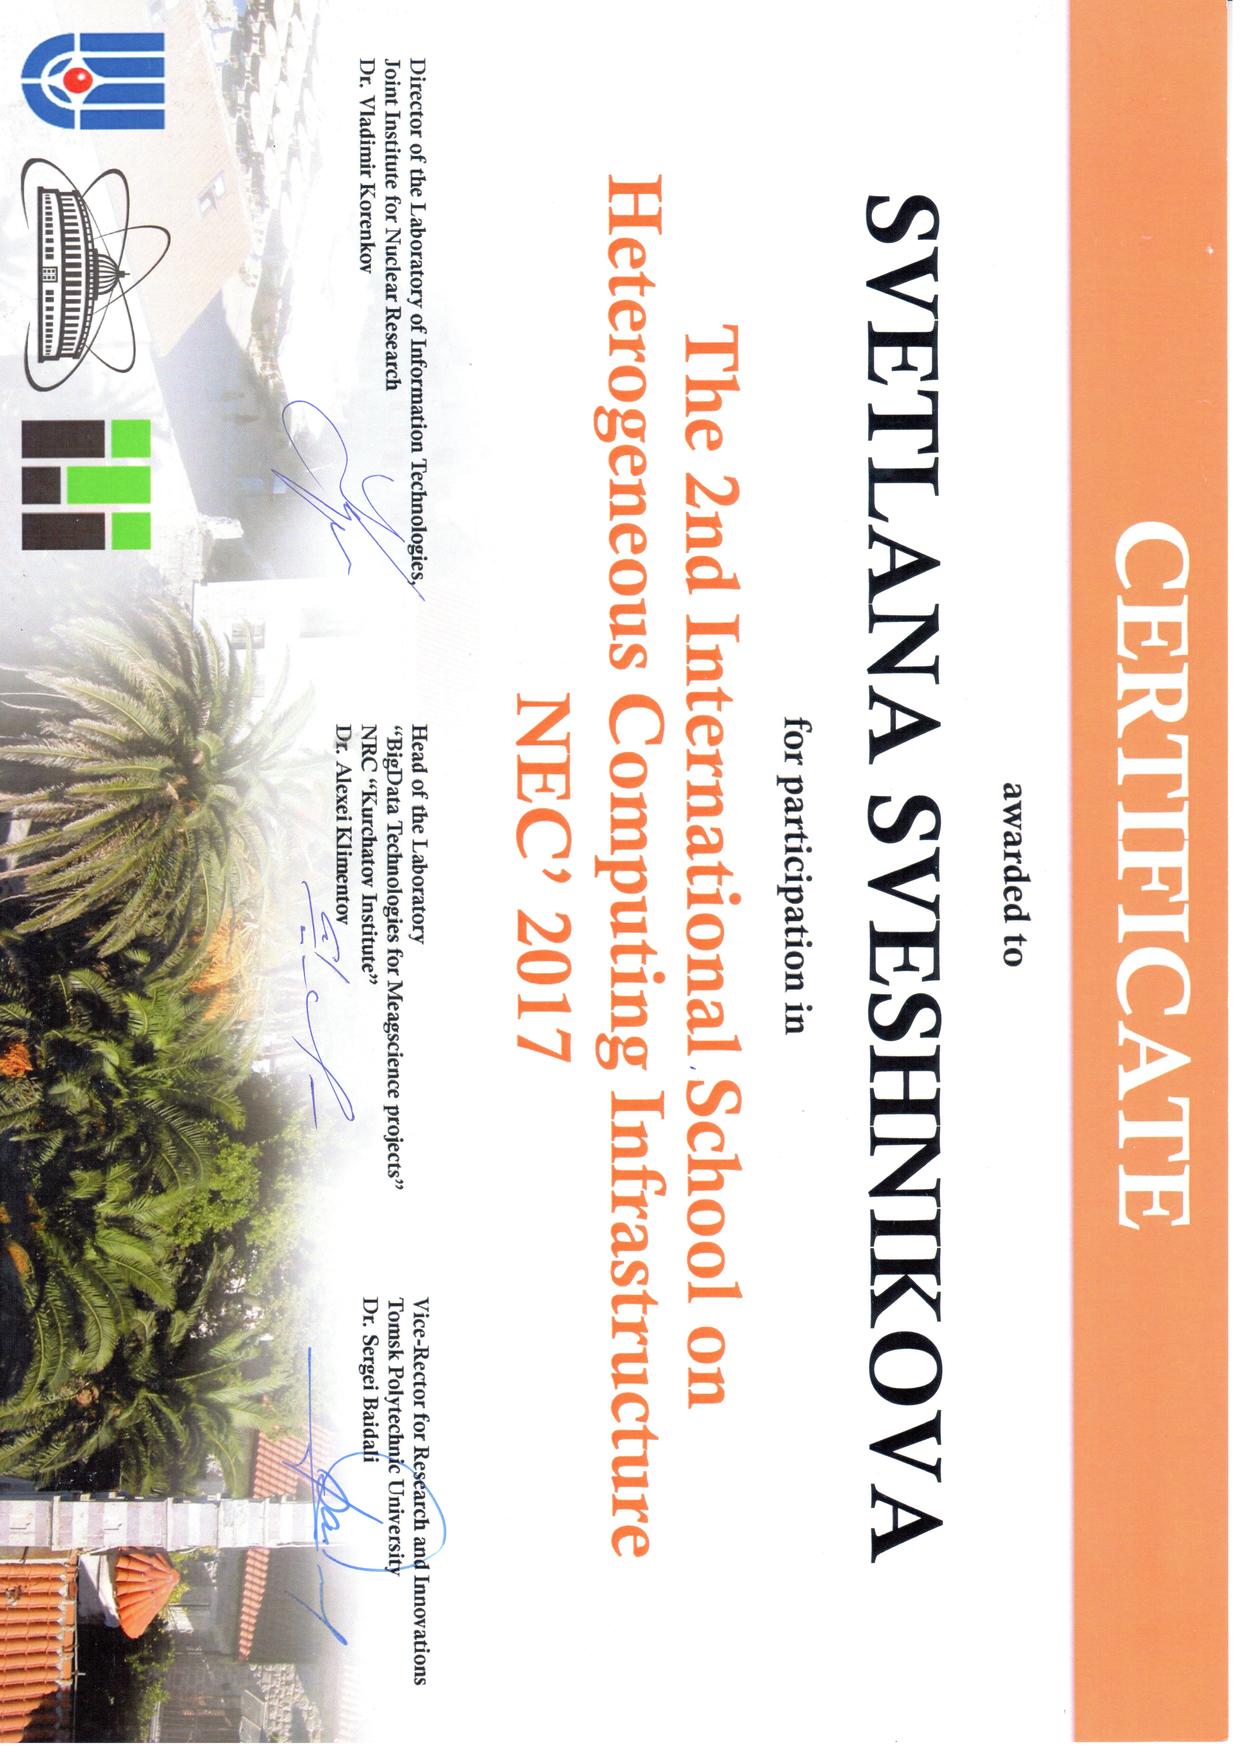 CERTIFICATE
awarded to
SVETLANA SVESHNIKOVA
for participation in
The 2nd International School on
Heterogeneous Computing Infrastructure
NEC’ 2017
Director of the Laboratory of Information Technologies,
Joint Institute for Nuclear Research
Dr. Vladimir Korenkov
Head of the Laboratory
“BigData Technologies for Meagscience projects”
NRC “Kurchatov Institute”
Dr. Alexei Klimentov
Vice-Rector for Research and Innovations
Tomsk Polytechnic University
Dr. Sergei Baidali